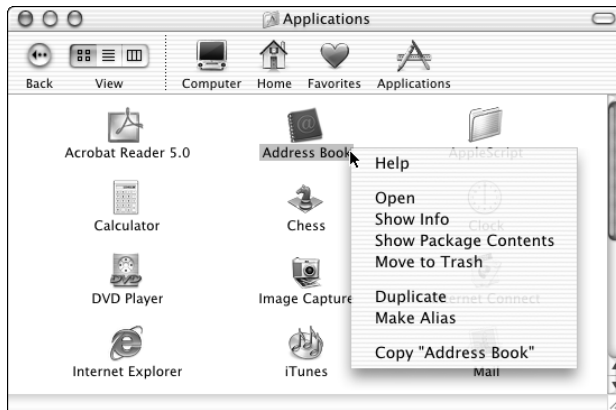 Applications
Back
View
Computer
Home
Favorites
Applications
Acrobat Reader 5.0
Address Book
AppleScript
Help
Open
Show Info
Show Package Contents
Move to Trash
Duplicate
Make Alias
Copy "Address Book"
Calculator
Chess
Clock
DVD Player
Image Capture
Internet Connect
Internet Explorer
iTunes
Mail